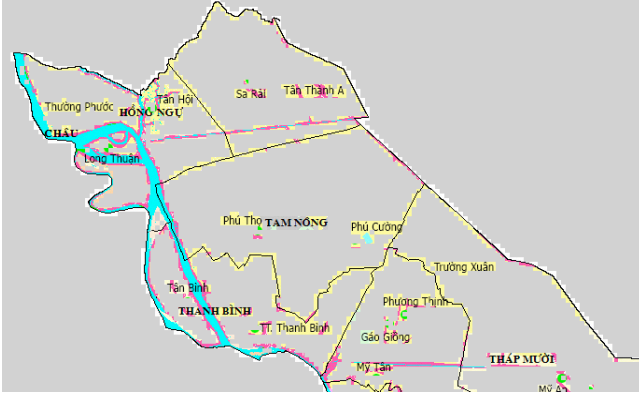 Thường Phước
Tân Hội
HỒNG NGỰ
Sa Rài
Tân Thành A
CHÂU
Long Thuận
Phú Thọ
TAM NÔNG
Phú Cường
Trường Xuân
Tân Bình
THANH BÌNH
TT. Thanh Bình
Phương Thịnh
Gáo Giồng
THÁP MƯỜI
Mỹ Tân
Mỹ A